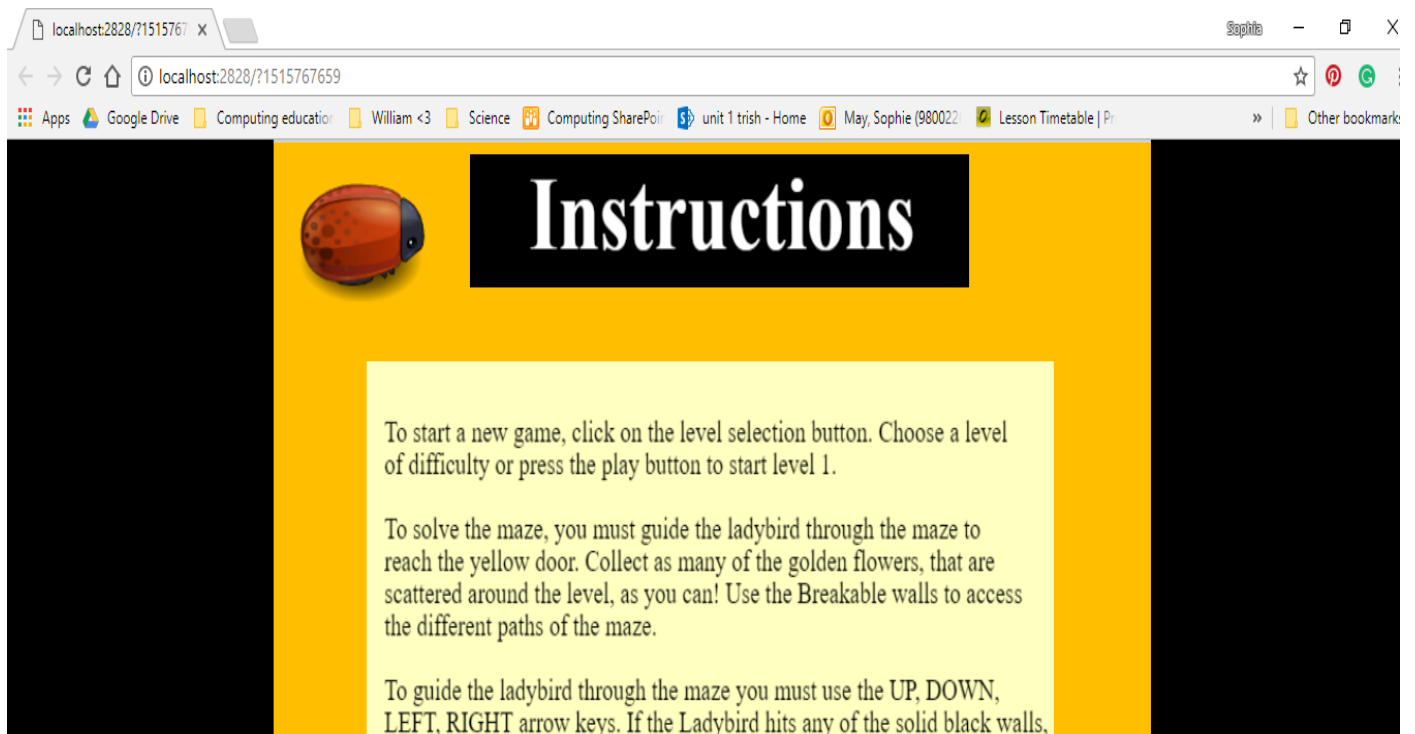 localhost:2828/?1515767
Sophia
localhost:2828/?1515767659
Apps Google Drive Computing education William <3 Science Computing SharePoin unit 1 trish - Home May, Sophie (980022 Lesson Timetable | Pr » Other bookmarks
Instructions
To start a new game, click on the level selection button. Choose a level
of difficulty or press the play button to start level 1.
To solve the maze, you must guide the ladybird through the maze to
reach the yellow door. Collect as many of the golden flowers, that are
scattered around the level, as you can! Use the Breakable walls to access
the different paths of the maze.
To guide the ladybird through the maze you must use the UP, DOWN,
LEFT, RIGHT arrow keys. If the Ladybird hits any of the solid black walls,